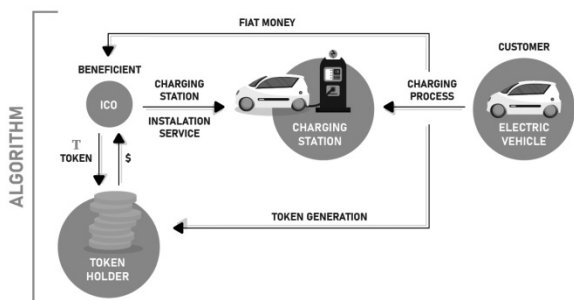 ALGORITHM
FIAT MONEY
BENEFICIENT
ICO
CHARGING
STATION
INSTALATION
SERVICE
CHARGING
STATION
CHARGING
PROCESS
CUSTOMER
ELECTRIC
VEHICLE
T
TOKEN
$
TOKEN GENERATION
TOKEN
HOLDER